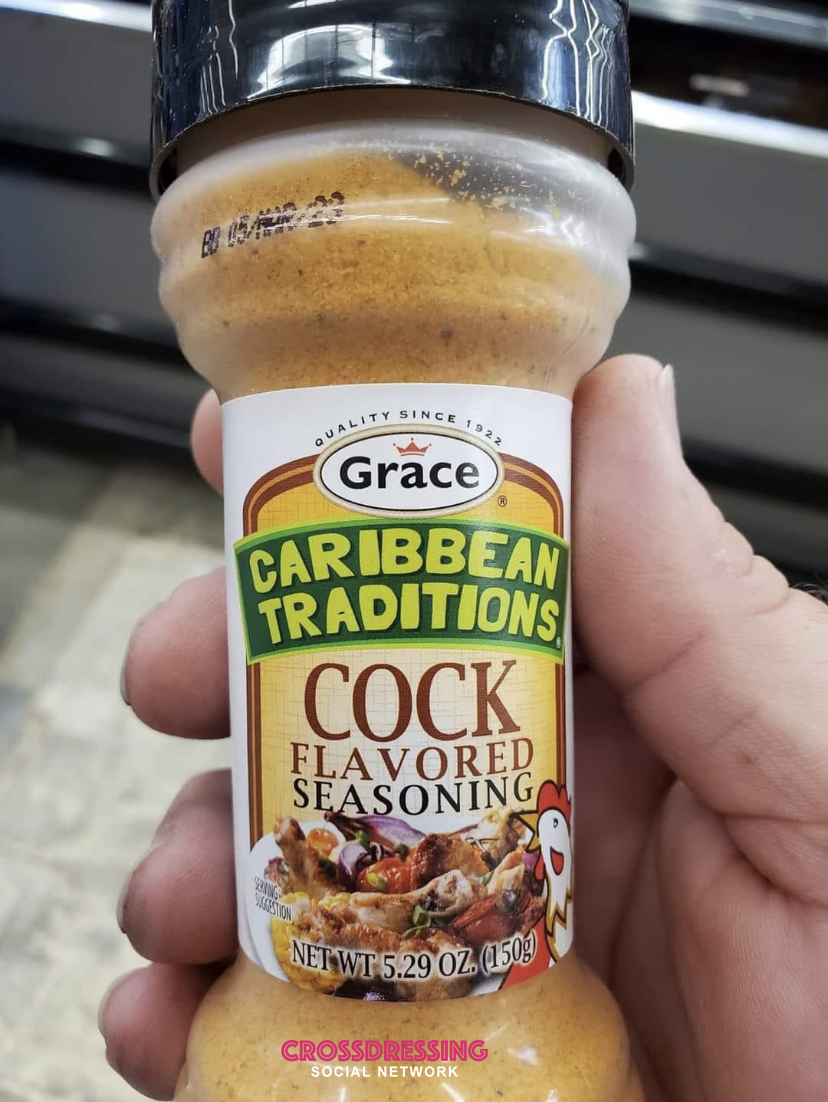 BB 05/MAR/23
QUALITY SINCE 1922
Grace
®
CARIBBEAN
TRADITIONS®
COCK
FLAVORED
SEASONING
SERVING
SUGGESTION
NET WT 5.29 OZ. (150g)
CROSSDRESSING
SOCIAL NETWORK